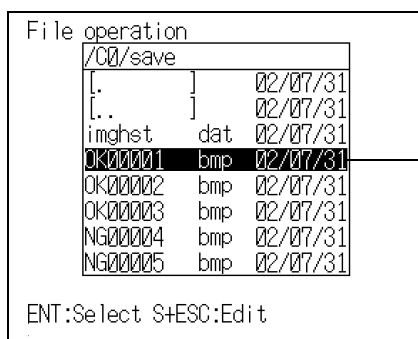 File operation
/C0/save
[. ] 02/07/31
[.. ] 02/07/31
imghst dat 02/07/31
OK00001 bmp 02/07/31
OK00002 bmp 02/07/31
OK00003 bmp 02/07/31
NG00004 bmp 02/07/31
NG00005 bmp 02/07/31
ENT:Select S+ESC:Edit